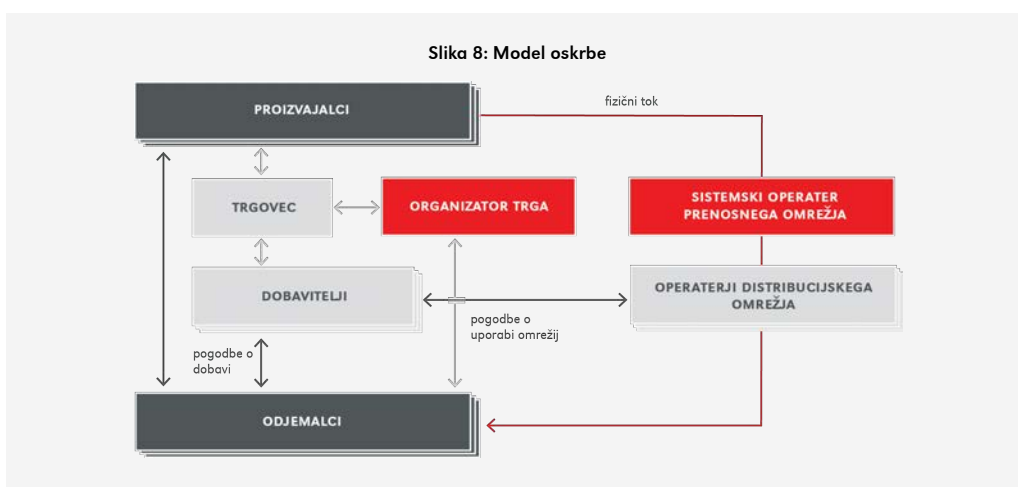 Slika 8: Model oskrbe
PROIZVAJALCI
fizični tok
TRGOVEC
ORGANIZATOR TRGA
SISTEMSKI OPERATER
PRENOSNEGA OMREŽJA
DOBAVITELJI
OPERATERJI DISTRIBUCIJSKEGA
OMREŽJA
pogodbe o
uporabi omrežij
pogodbe o
dobavi
ODJEMALCI